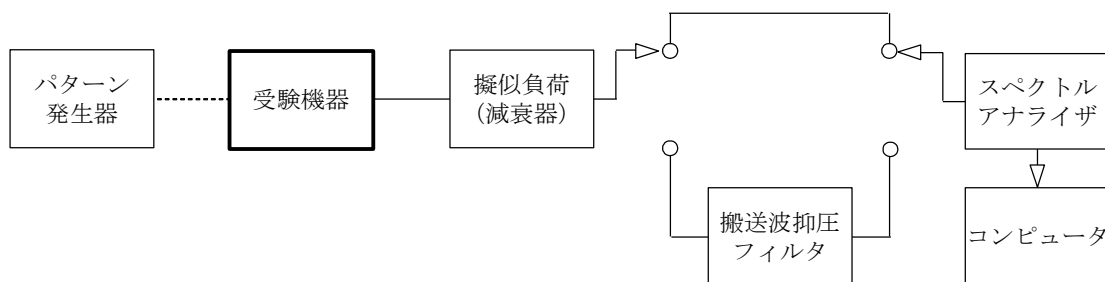 パターン
発生器
受験機器
擬似負荷
（減衰器）
スペクトル
アナライザ
搬送波抑圧
フィルタ
コンピュータ